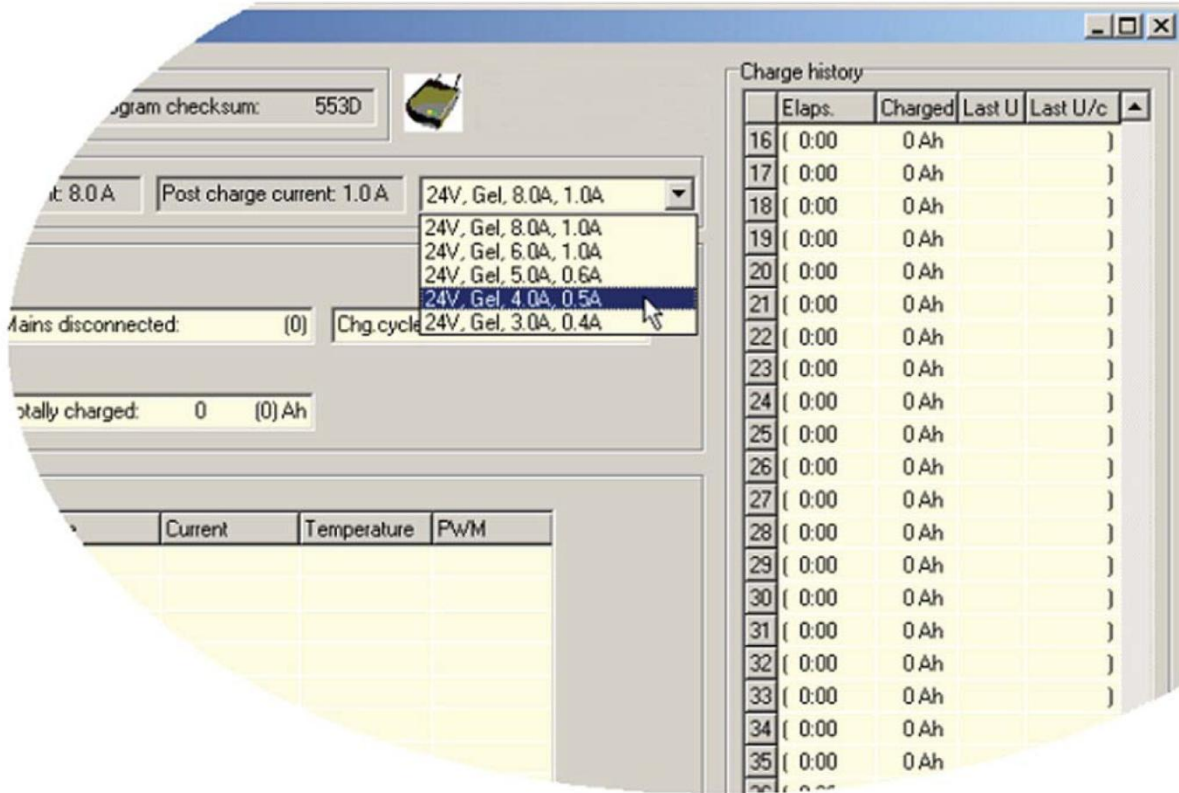 Charge history
Elaps. Charged Last U Last U/c
checksum: 553D
8.0 A Post charge current: 1.0 A 24V, Gel, 8.0A, 1.0A
24V, Gel, 8.0A, 1.0A
24V, Gel, 6.0A, 1.0A
24V, Gel, 5.0A, 0.6A
24V, Gel, 4.0A, 0.5A
24V, Gel, 3.0A, 0.4A
disconnected: (0) Chg.cycle
charged: 0 (0) Ah
Current Temperature PWM
16 ( 0:00 0 Ah )
17 ( 0:00 0 Ah )
18 ( 0:00 0 Ah )
19 ( 0:00 0 Ah )
20 ( 0:00 0 Ah )
21 ( 0:00 0 Ah )
22 ( 0:00 0 Ah )
23 ( 0:00 0 Ah )
24 ( 0:00 0 Ah )
25 ( 0:00 0 Ah )
26 ( 0:00 0 Ah )
27 ( 0:00 0 Ah )
28 ( 0:00 0 Ah )
29 ( 0:00 0 Ah )
30 ( 0:00 0 Ah )
31 ( 0:00 0 Ah )
32 ( 0:00 0 Ah )
33 ( 0:00 0 Ah )
34 ( 0:00 0 Ah
35 ( 0:00 0 Ah